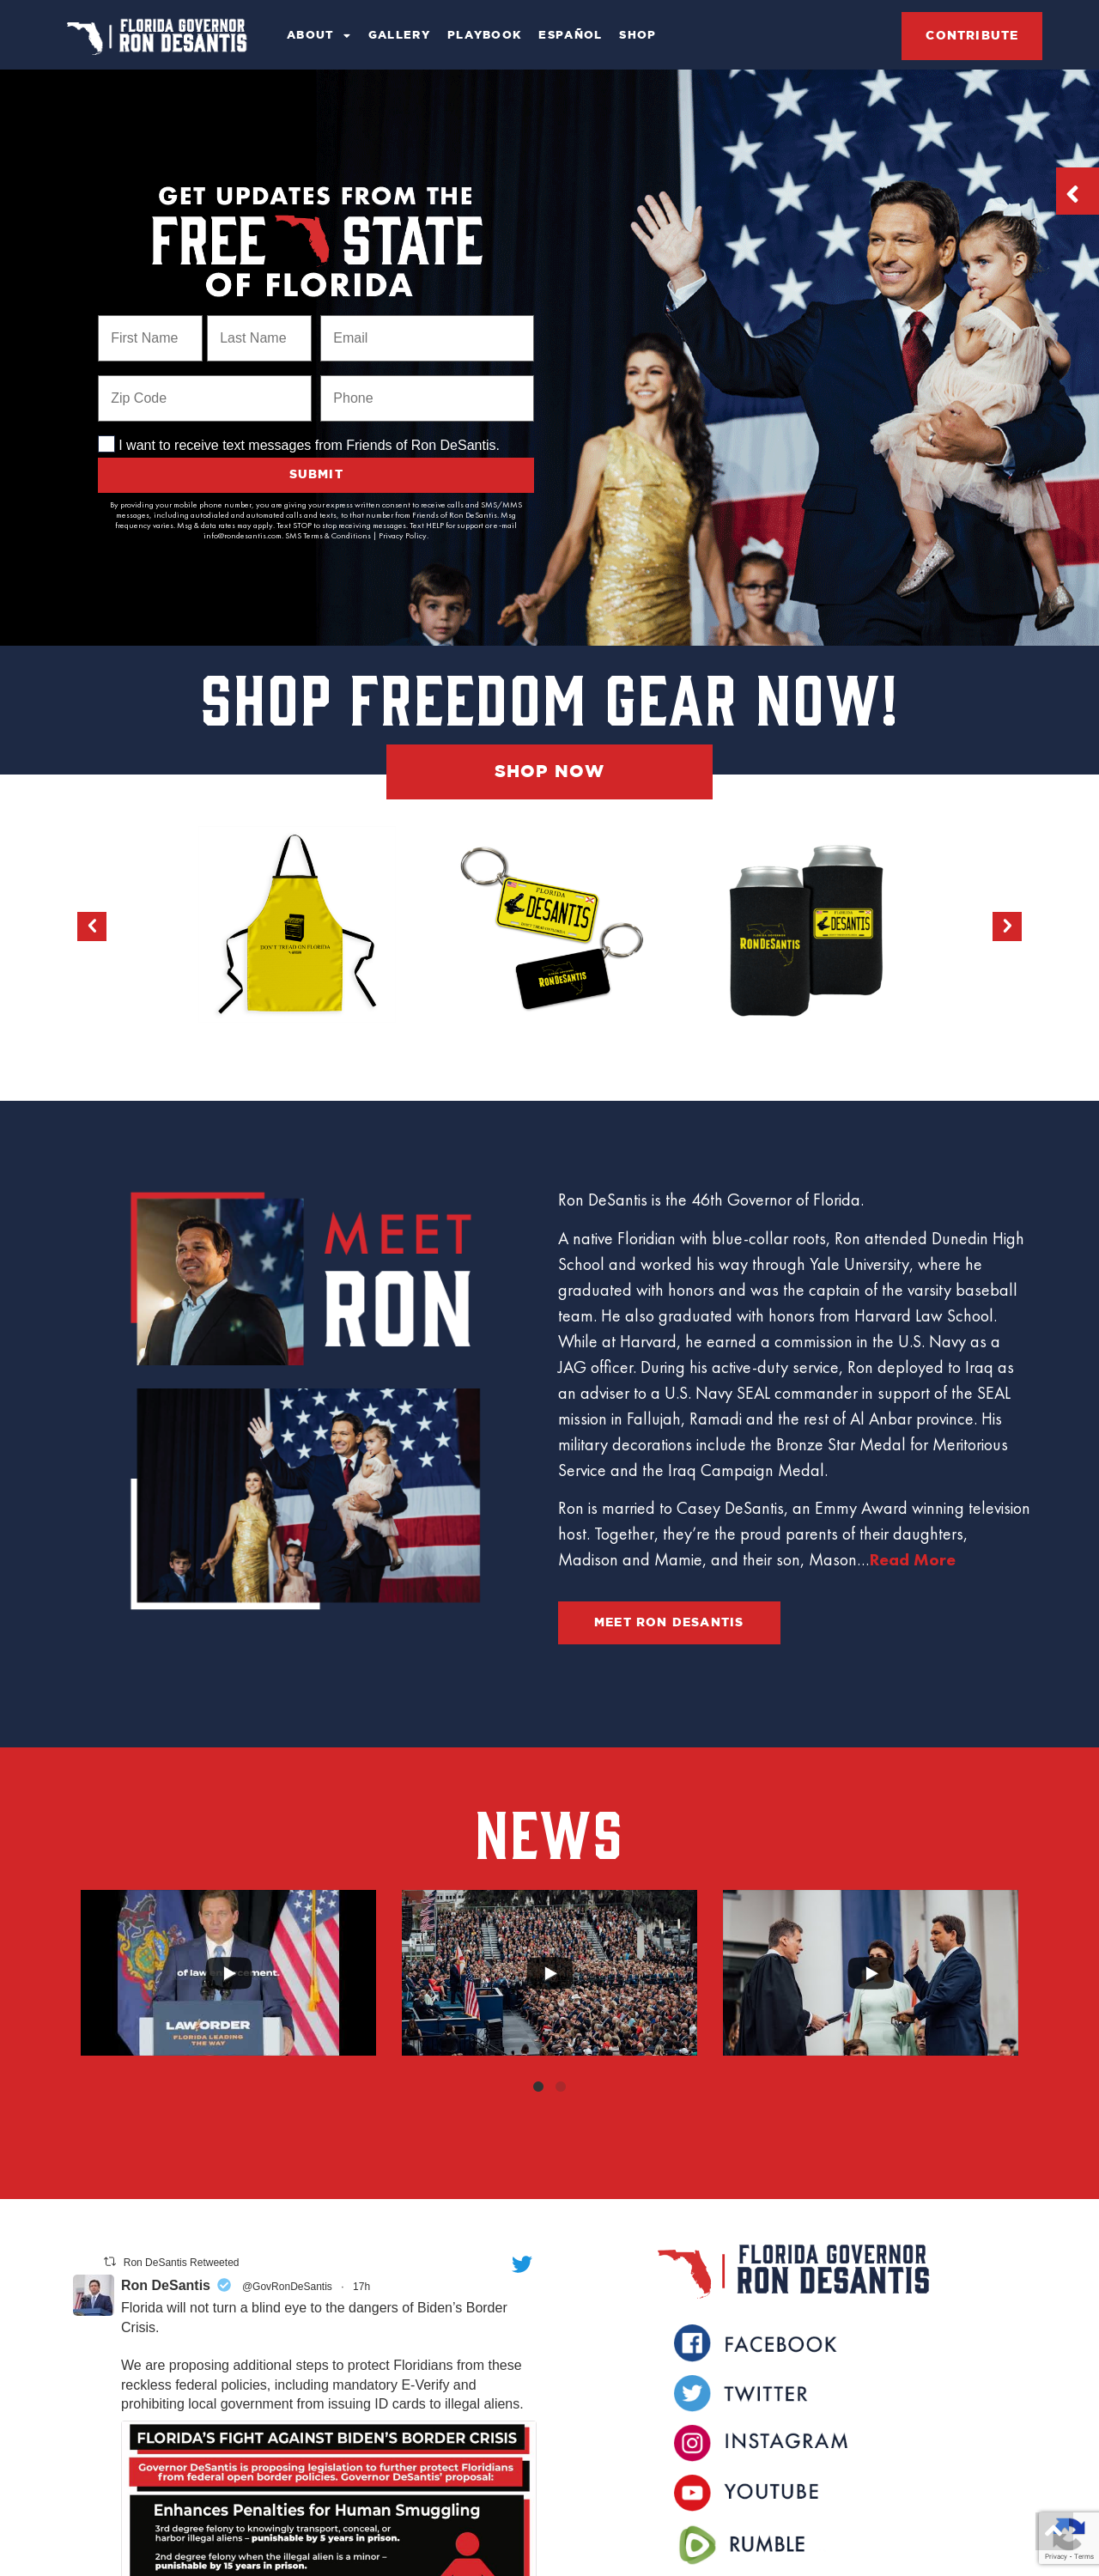 FLORIDA GOVERNOR
RON DESANTIS
ABOUT
GALLERY
PLAYBOOK
ESPAÑOL
SHOP
CONTRIBUTE
GET UPDATES FROM THE
FREE STATE
OF FLORIDA
First Name
Last Name
Email
Zip Code
Phone
I want to receive text messages from Friends of Ron DeSantis.
SUBMIT
By providing your mobile phone number, you are giving your express written consent to receive calls and SMS/MMS
messages, including autodialed and automated calls and texts, to that number from Friends of Ron DeSantis. Msg
frequency varies. Msg & data rates may apply. Text STOP to stop receiving messages. Text HELP for support or e-mail
info@rondesantis.com. SMS Terms & Conditions | Privacy Policy.
SHOP FREEDOM GEAR NOW!
SHOP NOW
DON'T TREAD ON FLORIDA
FLORIDA
DESANTIS
RON DESANTIS
RON DESANTIS
FLORIDA
DESANTIS
MEET
RON
Ron DeSantis is the 46th Governor of Florida.
A native Floridian with blue-collar roots, Ron attended Dunedin High
School and worked his way through Yale University, where he
graduated with honors and was the captain of the varsity baseball
team. He also graduated with honors from Harvard Law School.
While at Harvard, he earned a commission in the U.S. Navy as a
JAG officer. During his active-duty service, Ron deployed to Iraq as
an adviser to a U.S. Navy SEAL commander in support of the SEAL
mission in Fallujah, Ramadi and the rest of Al Anbar province. His
military decorations include the Bronze Star Medal for Meritorious
Service and the Iraq Campaign Medal.
Ron is married to Casey DeSantis, an Emmy Award winning television
host. Together, they’re the proud parents of their daughters,
Madison and Mamie, and their son, Mason...Read More
MEET RON DESANTIS
NEWS
of law enforcement.
LAW ORDER
FLORIDA LEADING
THE WAY
Ron DeSantis Retweeted
Ron DeSantis @GovRonDeSantis · 17h
Florida will not turn a blind eye to the dangers of Biden’s Border
Crisis.
We are proposing additional steps to protect Floridians from these
reckless federal policies, including mandatory E-Verify and
prohibiting local government from issuing ID cards to illegal aliens.
FLORIDA'S FIGHT AGAINST BIDEN'S BORDER CRISIS
Governor DeSantis is proposing legislation to further protect Floridians
from federal open border policies. Governor DeSantis' proposal:
Enhances Penalties for Human Smuggling
3rd degree felony to knowingly transport, conceal, or
harbor illegal aliens – punishable by 5 years in prison.
2nd degree felony when the illegal alien is a minor –
punishable by 15 years in prison.
FLORIDA GOVERNOR
RON DESANTIS
FACEBOOK
TWITTER
INSTAGRAM
YOUTUBE
RUMBLE
Privacy - Terms